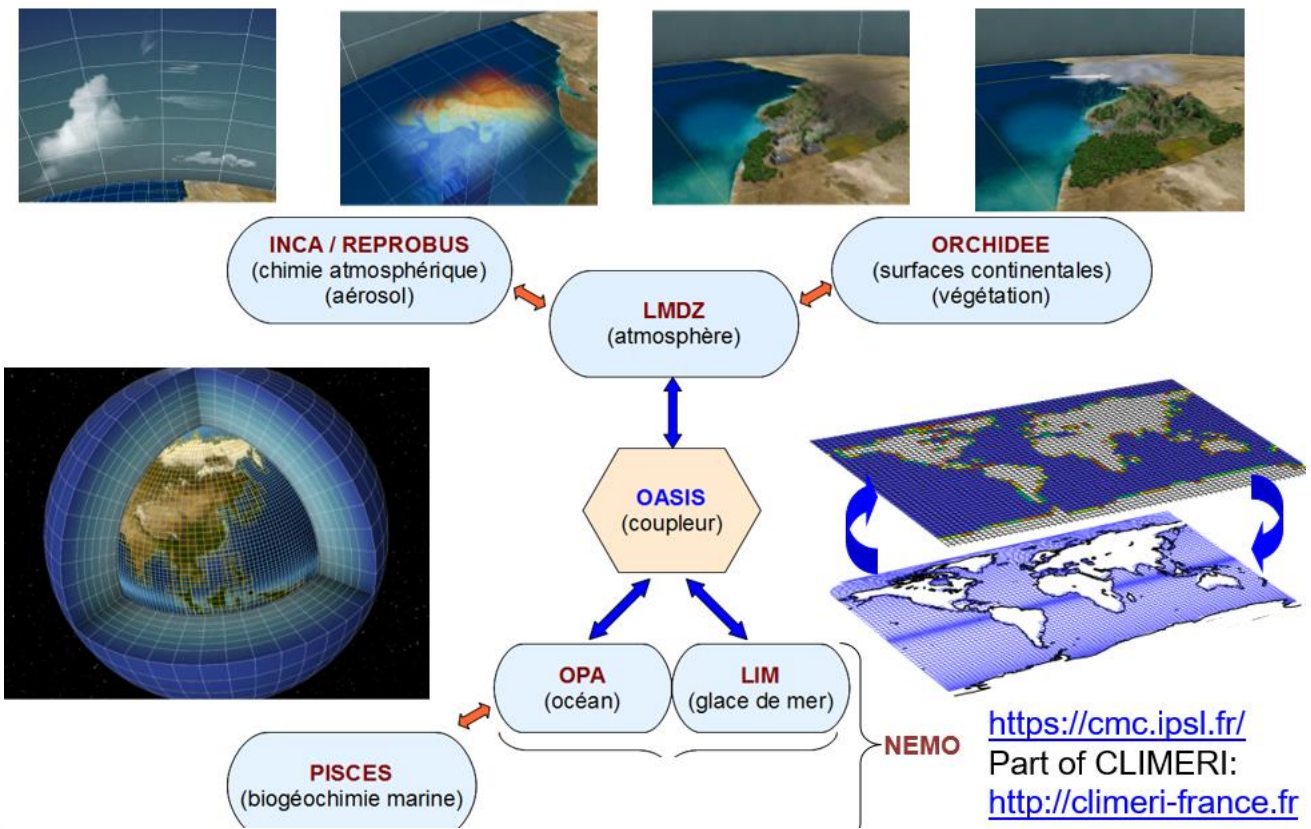 INCA / REPROBUS
(chimie atmosphérique)
(aérosol)
ORCHIDEE
(surfaces continentales)
(végétation)
LMDZ
(atmosphère)
OASIS
(coupleur)
OPA
(océan)
LIM
(glace de mer)
NEMO
PISCES
(biogéochimie marine)
https://cmc.ipsl.fr/
Part of CLIMERI:
http://climeri-france.fr